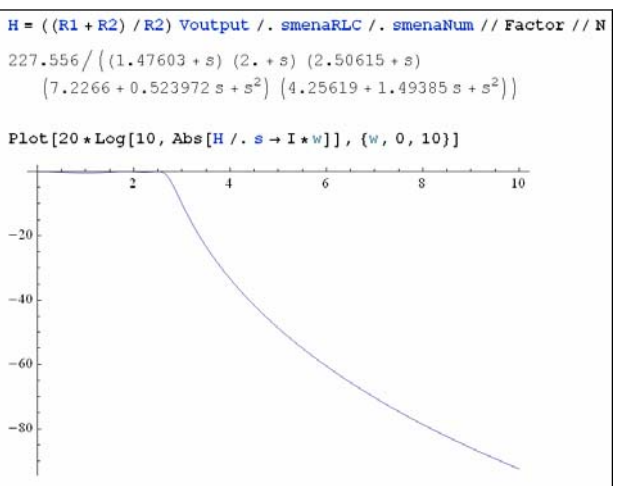 H = ((R1 + R2) / R2) Voutput /. smenaRLC /. smenaNum // Factor // N
227.556 / ((1.47603 + s) (2. + s) (2.50615 + s)
(7.2266 + 0.523972 s + s²) (4.25619 + 1.49385 s + s²))
Plot[20 * Log[10, Abs[H /. s → I * w]], {w, 0, 10}]
2 4 6 8 10
−20
−40
−60
−80